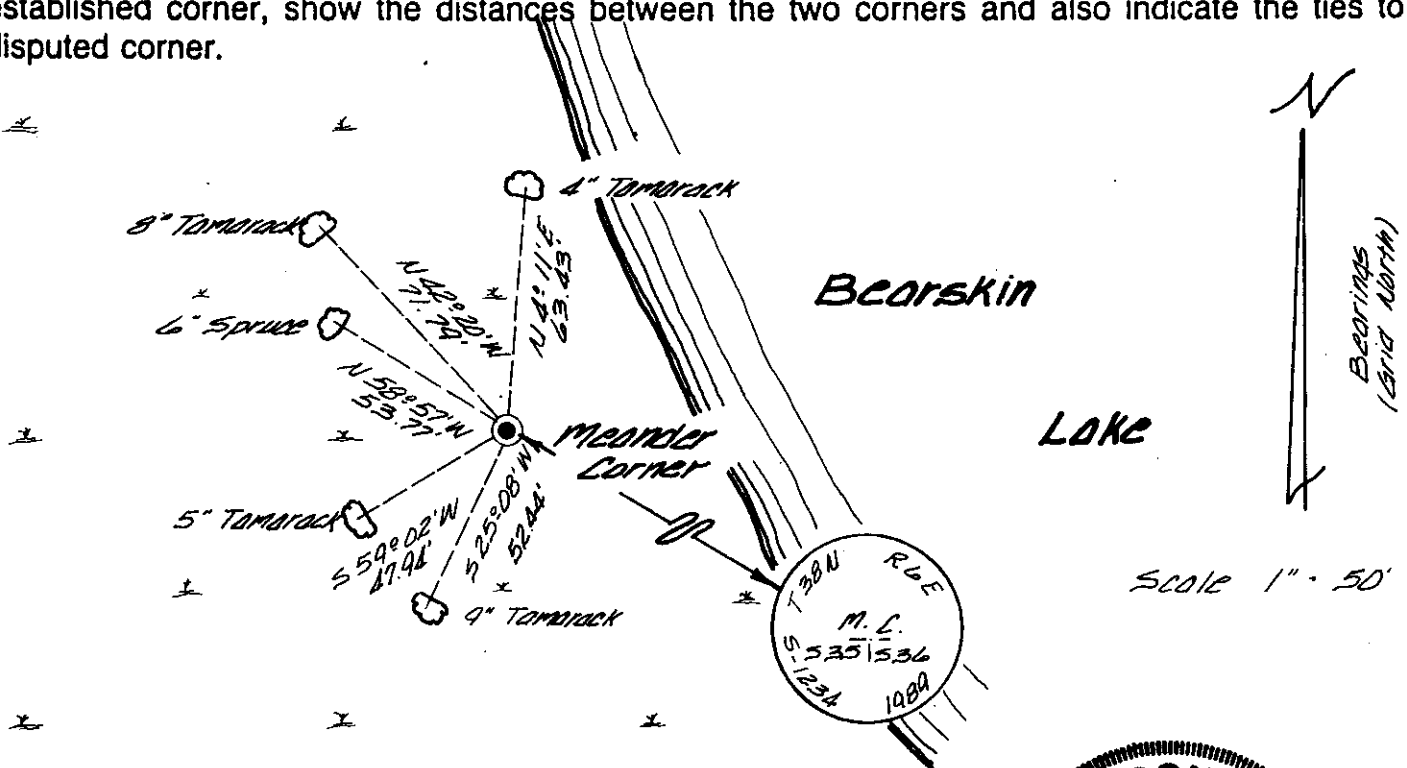 established corner, show the distances between the two corners and also indicate the ties to
disputed corner.
N
4" Tamarack
8" Tamarack
N 4° 11' E
63.43'
N 42° 20' W
71.79'
Bearings
(Grid North)
Bearskin
6" Spruce
N 58° 57' W
53.77'
Lake
Meander
Corner
5" Tamarack
S 59° 02' W
47.94'
S 25° 08' W
52.44'
9" Tamarack
Scale 1" = 50'
T38N R6E
M. C.
S35|S36
S-1234
1989